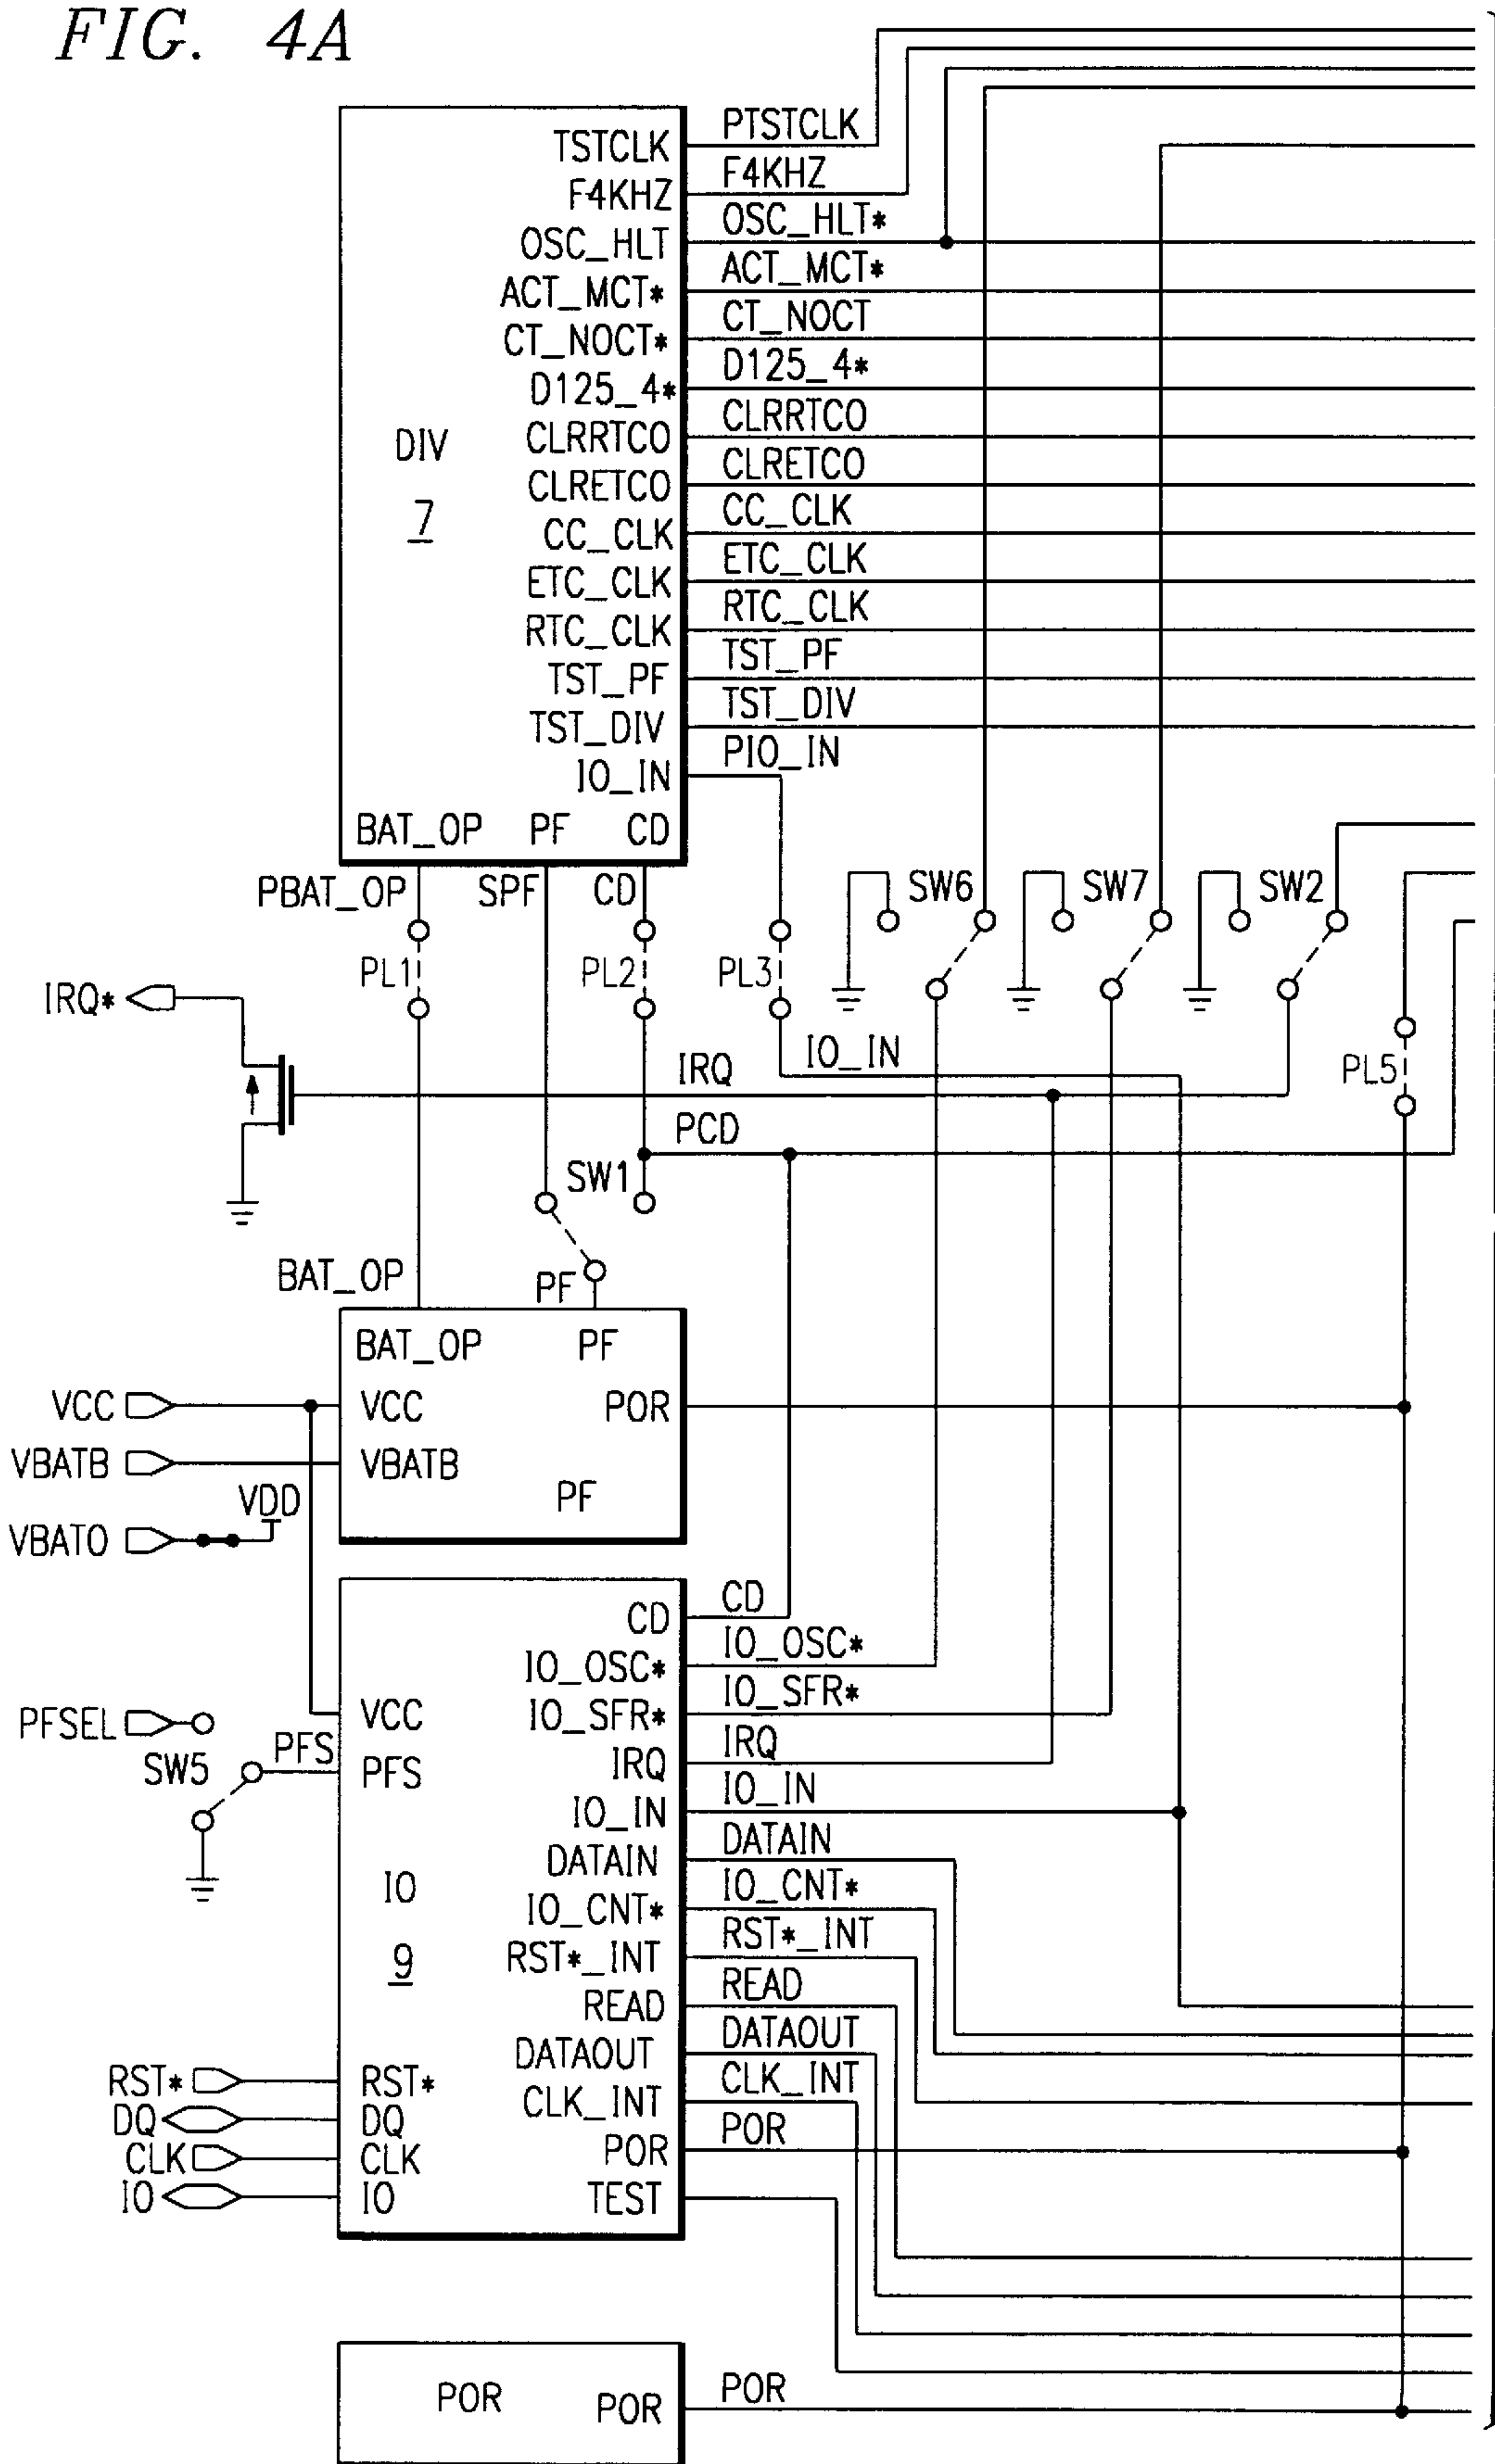 FIG. 4A
PTSTCLK
TSTCLK
F4KHZ
F4KHZ
OSC_HLT*
OSC_HLT
ACT_MCT*
ACT_MCT*
CT_NOCT
CT_NOCT*
D125_4*
D125_4*
CLRRTCO
DIV
CLRRTCO
CLRETCO
CLRETCO
7
CC_CLK
CC_CLK
ETC_CLK
ETC_CLK
RTC_CLK
RTC_CLK
TST_PF
TST_PF
TST_DIV
TST_DIV
PIO_IN
IO_IN
BAT_OP PF CD
PBAT_OP SPF CD SW6 SW7 SW2
PL1 PL2 PL3
IRQ*
IRQ IO_IN
PL5
PCD
SW1
BAT_OP PF
BAT_OP PF
VCC VCC POR
VBATB VBATB
PF
VDD
VBATO
CD
CD
IO_OSC*
IO_OSC*
IO_SFR*
PFSEL VCC IO_SFR*
PFS
IRQ
SW5 PFS IRQ
IO_IN
IO_IN
DATAIN
DATAIN
IO_CNT*
IO
IO_CNT*
RST*_INT
9
RST*_INT
READ
READ
DATAOUT
DATAOUT
CLK_INT
RST* RST*
CLK_INT
DQ DQ
POR
CLK CLK POR
IO IO TEST
POR
POR POR